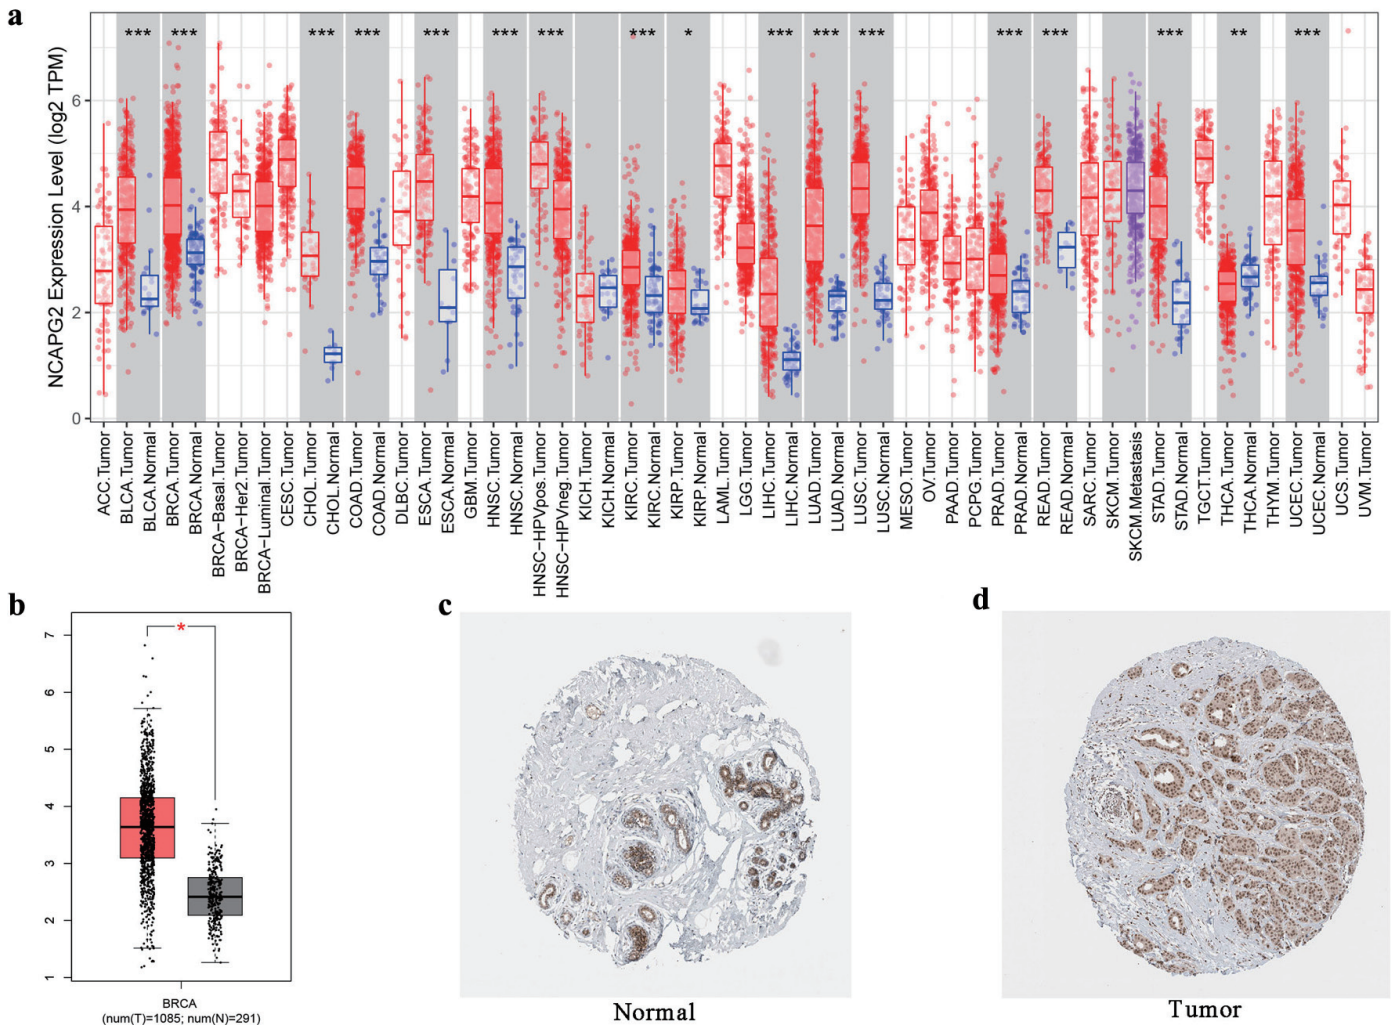 a
NCAPG2 Expression Level (log2 TPM)
6
4
2
0
*** *** *** *** *** *** *** *** * *** *** *** *** *** *** ** ***
ACC.Tumor
BLCA.Tumor
BLCA.Normal
BRCA.Tumor
BRCA.Normal
BRCA-Basal.Tumor
BRCA-Her2.Tumor
BRCA-Luminal.Tumor
CESC.Tumor
CHOL.Tumor
CHOL.Normal
COAD.Tumor
COAD.Normal
DLBC.Tumor
ESCA.Tumor
ESCA.Normal
GBM.Tumor
HNSC.Tumor
HNSC.Normal
HNSC-HPVpos.Tumor
HNSC-HPVneg.Tumor
KICH.Tumor
KICH.Normal
KIRC.Tumor
KIRC.Normal
KIRP.Tumor
KIRP.Normal
LAML.Tumor
LGG.Tumor
LIHC.Tumor
LIHC.Normal
LUAD.Tumor
LUAD.Normal
LUSC.Tumor
LUSC.Normal
MESO.Tumor
OV.Tumor
PAAD.Tumor
PCPG.Tumor
PRAD.Tumor
PRAD.Normal
READ.Tumor
READ.Normal
SARC.Tumor
SKCM.Tumor
SKCM.Metastasis
STAD.Tumor
STAD.Normal
TGCT.Tumor
THCA.Tumor
THCA.Normal
THYM.Tumor
UCEC.Tumor
UCEC.Normal
UCS.Tumor
UVM.Tumor
b
*
7
6
5
4
3
2
1
BRCA
(num(T)=1085; num(N)=291)
c
Normal
d
Tumor